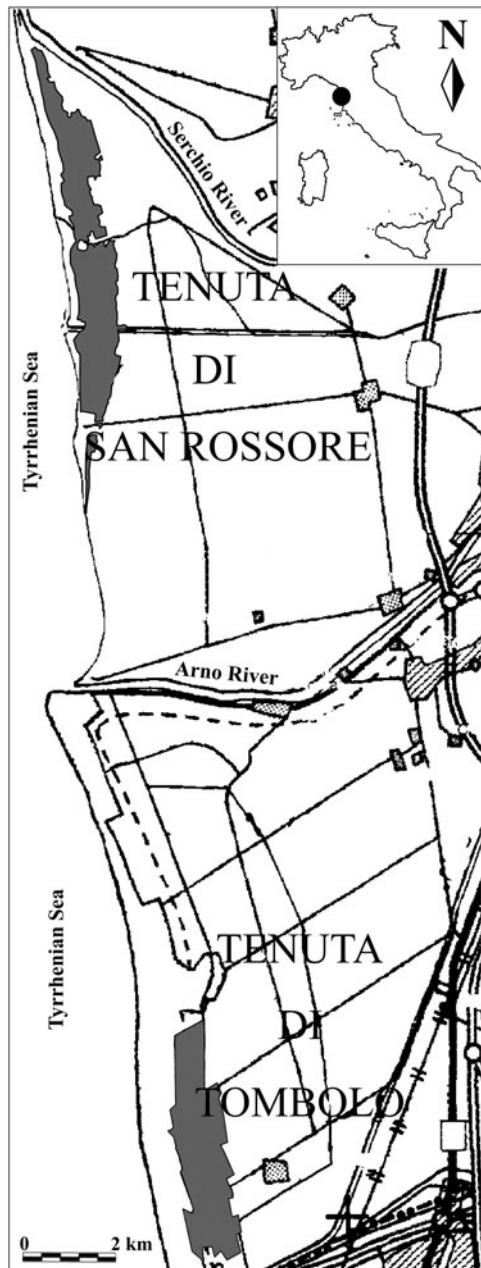 N
Serchio River
TENUTA
DI
SAN ROSSORE
Tyrrhenian Sea
Arno River
Tyrrhenian Sea
TENUTA
DI
TOMBOLO
0 2 km